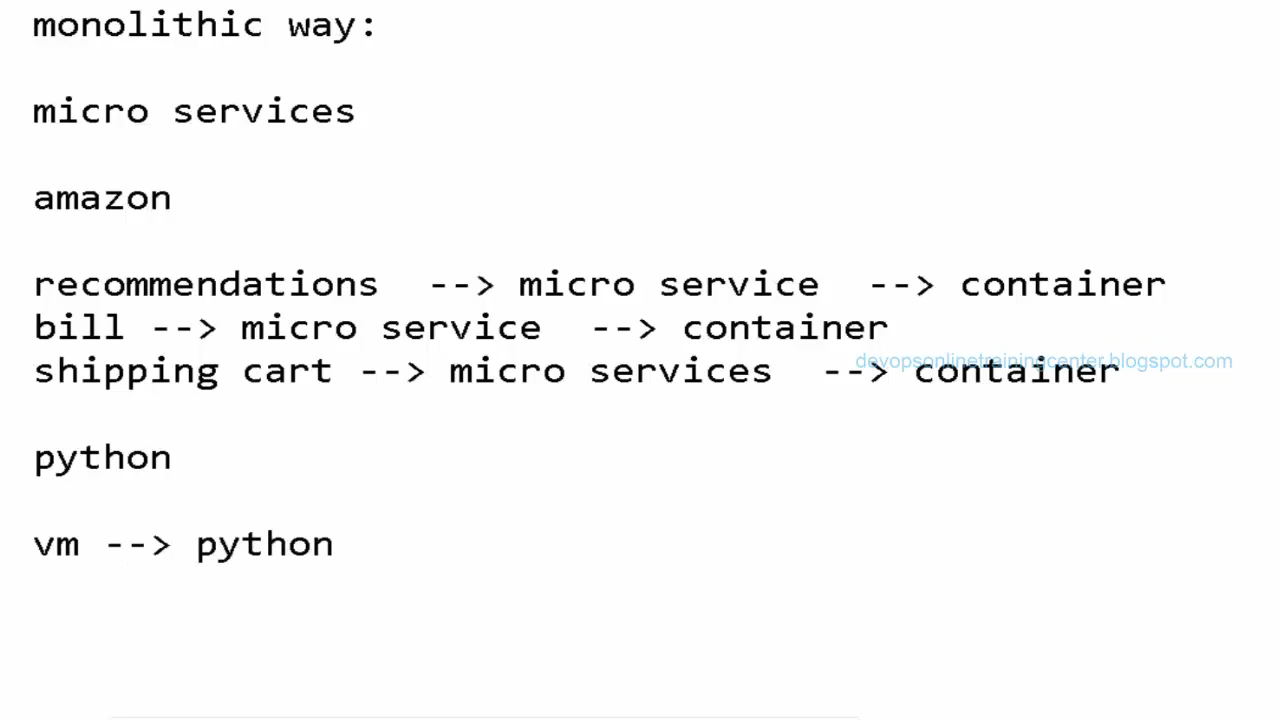 monolithic way:
micro services
amazon
recommendations --> micro service --> container
bill --> micro service --> container
devopsonlinetrainingcenter.blogspot.com
shipping cart --> micro services --> container
python
vm --> python